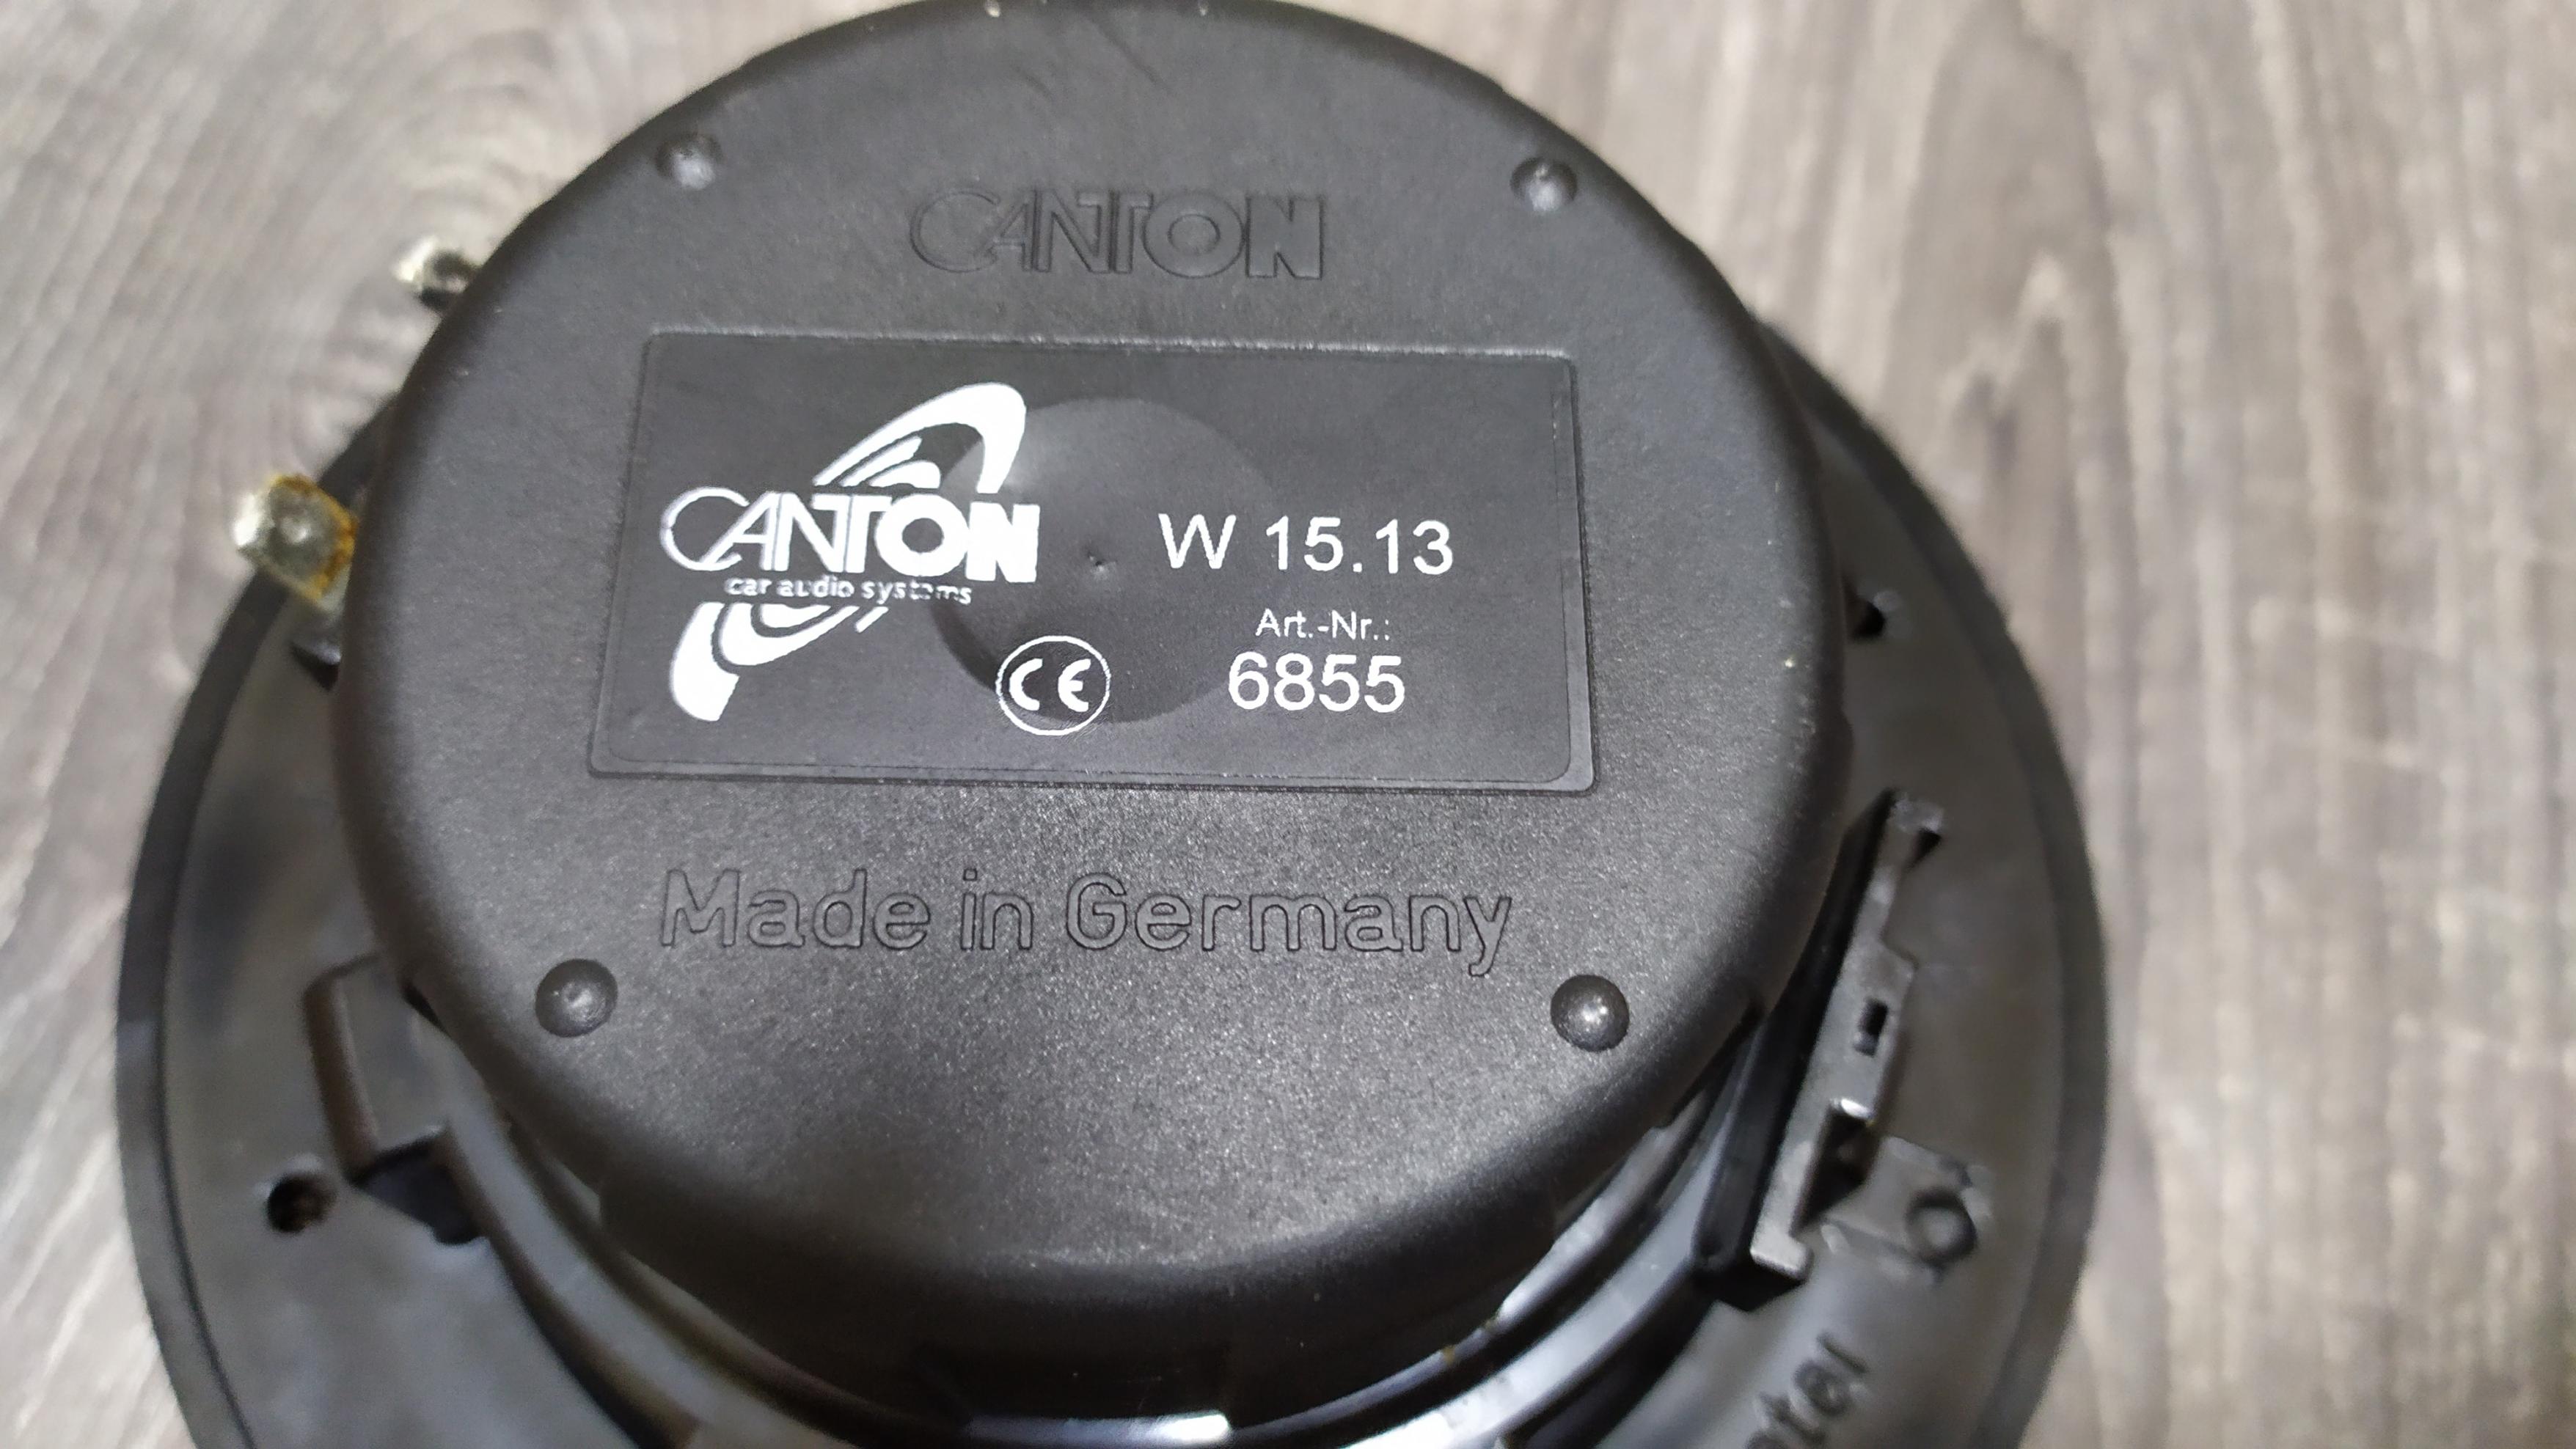 CANTON
CANTON
car audio systems
W 15.13
Art.-Nr.:
6855
CE
Made in Germany